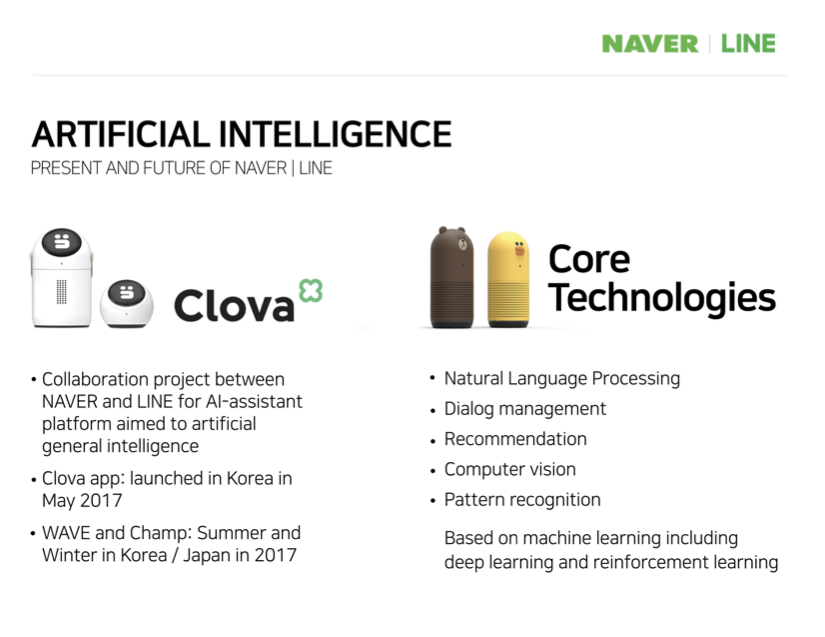 NAVER | LINE
ARTIFICIAL INTELLIGENCE
PRESENT AND FUTURE OF NAVER | LINE
Clova
• Collaboration project between
NAVER and LINE for AI-assistant
platform aimed to artificial
general intelligence
• Clova app: launched in Korea in
May 2017
• WAVE and Champ: Summer and
Winter in Korea / Japan in 2017
Core
Technologies
• Natural Language Processing
• Dialog management
• Recommendation
• Computer vision
• Pattern recognition
Based on machine learning including
deep learning and reinforcement learning